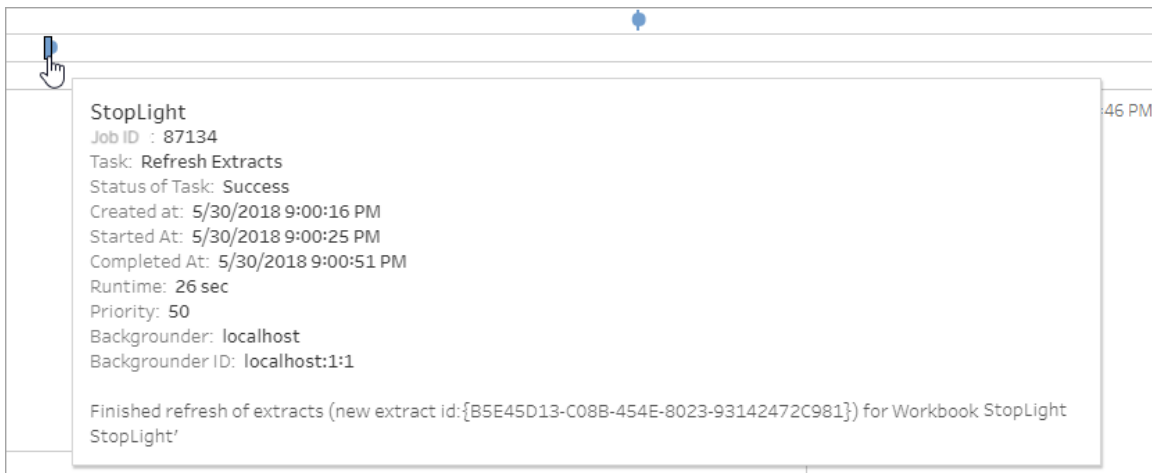 :46 PM
StopLight
Job ID : 87134
Task: Refresh Extracts
Status of Task: Success
Created at: 5/30/2018 9:00:16 PM
Started At: 5/30/2018 9:00:25 PM
Completed At: 5/30/2018 9:00:51 PM
Runtime: 26 sec
Priority: 50
Backgrounder: localhost
Backgrounder ID: localhost:1:1
Finished refresh of extracts (new extract id:{B5E45D13-C08B-454E-8023-93142472C981}) for Workbook StopLight
StopLight’